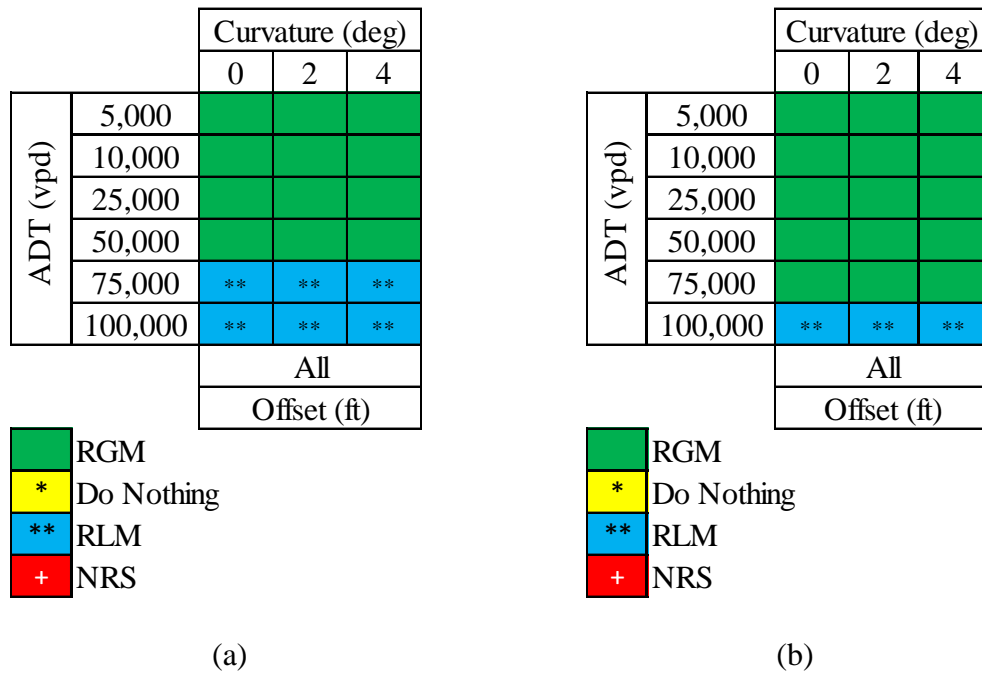 Curvature (deg)
0 2 4
ADT (vpd)
5,000
10,000
25,000
50,000
75,000 ** ** **
100,000 ** ** **
All
Offset (ft)
RGM
* Do Nothing
** RLM
+ NRS
(a)
Curvature (deg)
0 2 4
ADT (vpd)
5,000
10,000
25,000
50,000
75,000
100,000 ** ** **
All
Offset (ft)
RGM
* Do Nothing
** RLM
+ NRS
(b)